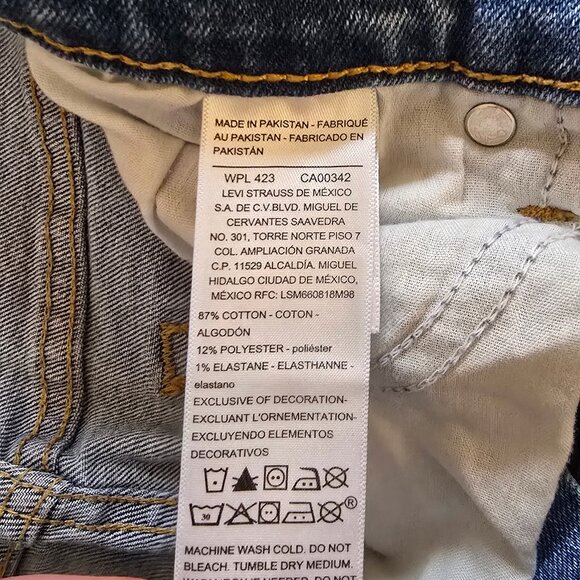 MADE IN PAKISTAN - FABRIQUÉ
AU PAKISTAN - FABRICADO EN
PAKISTÁN
WPL 423 CA00342
LEVI STRAUSS DE MÉXICO
S.A. DE C.V.BLVD. MIGUEL DE
CERVANTES SAAVEDRA
NO. 301, TORRE NORTE PISO 7
COL. AMPLIACIÓN GRANADA
C.P. 11529 ALCALDÍA. MIGUEL
HIDALGO CIUDAD DE MÉXICO,
MÉXICO RFC: LSM660818M98
87% COTTON - COTON -
ALGODÓN
12% POLYESTER - poliéster
1% ELASTANE - ELASTHANNE -
elastano
EXCLUSIVE OF DECORATION-
EXCLUANT L'ORNEMENTATION-
EXCLUYENDO ELEMENTOS
DECORATIVOS
30 ®
MACHINE WASH COLD. DO NOT
BLEACH. TUMBLE DRY MEDIUM.